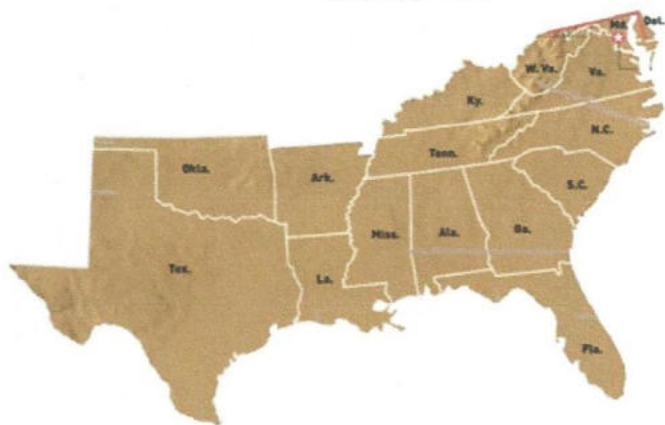 Md.
Del.
W. Va.
Va.
Ky.
N.C.
Tenn.
Okla.
Ark.
S.C.
Miss.
Ala.
Ga.
Tex.
La.
Fla.